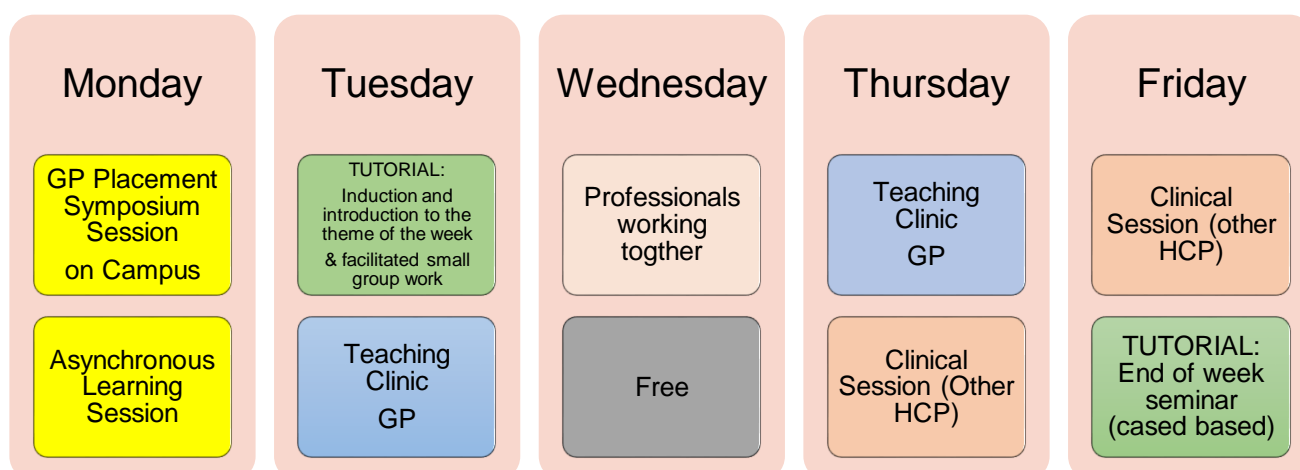 Monday
GP Placement
Symposium
Session
on Campus
Asynchronous
Learning
Session
Tuesday
TUTORIAL:
Induction and
introduction to the
theme of the week
& facilitated small
group work
Teaching
Clinic
GP
Wednesday
Professionals
working
togther
Free
Thursday
Teaching
Clinic
GP
Clinical
Session (Other
HCP)
Friday
Clinical
Session (other
HCP)
TUTORIAL:
End of week
seminar
(cased based)